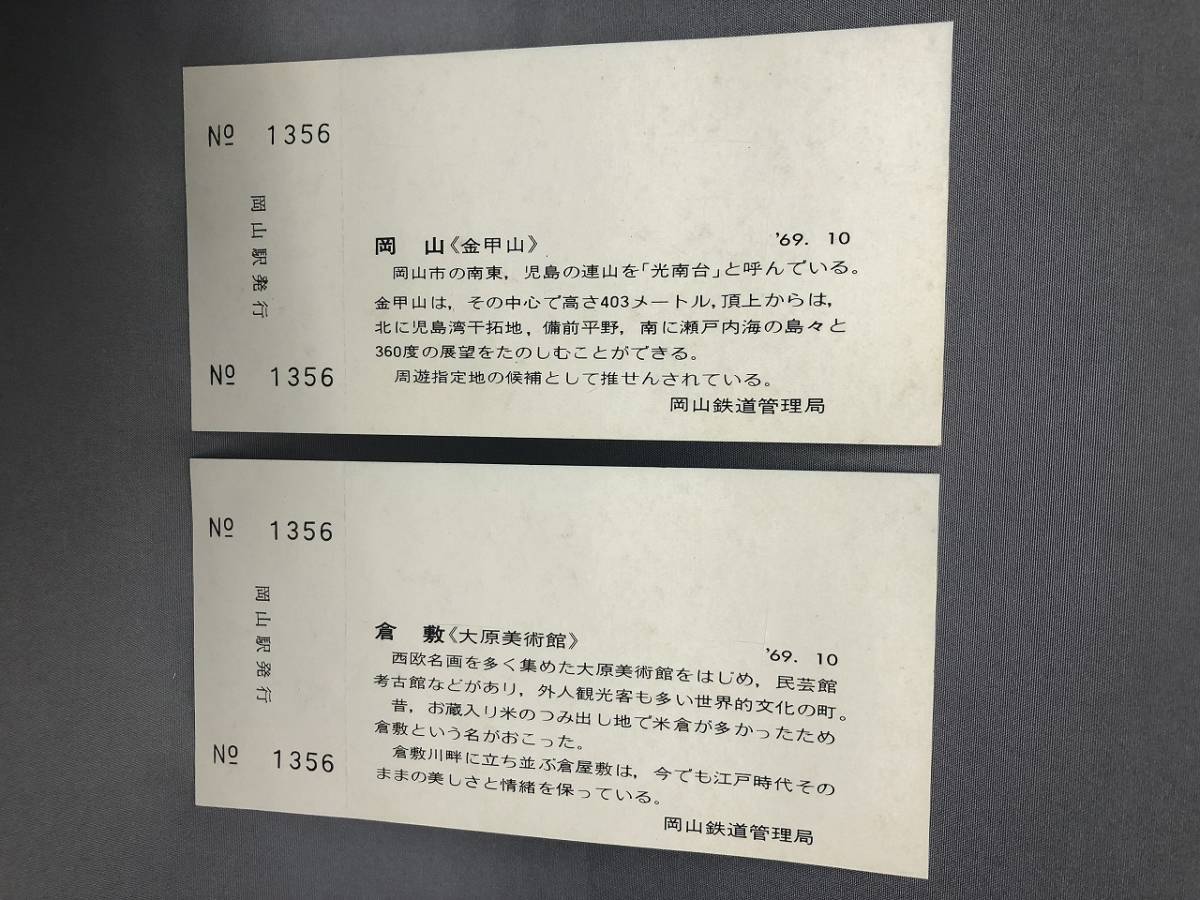 No 1356
岡山駅発行
No 1356
岡 山《金甲山》 '69. 10
岡山市の南東，児島の連山を「光南台」と呼んでいる。
金甲山は，その中心で高さ403メートル，頂上からは，
北に児島湾干拓地，備前平野，南に瀬戸内海の島々と
360度の展望をたのしむことができる。
周遊指定地の候補として推せんされている。
岡山鉄道管理局
No 1356
岡山駅発行
No 1356
倉 敷《大原美術館》 '69. 10
西欧名画を多く集めた大原美術館をはじめ，民芸館
考古館などがあり，外人観光客も多い世界的文化の町。
昔，お蔵入り米のつみ出し地で米倉が多かったため
倉敷という名がおこった。
倉敷川畔に立ち並ぶ倉屋敷は，今でも江戸時代その
ままの美しさと情緒を保っている。
岡山鉄道管理局